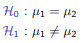 ℋ₀ : μ₁ = μ₂
ℋ₁ : μ₁ ≠ μ₂